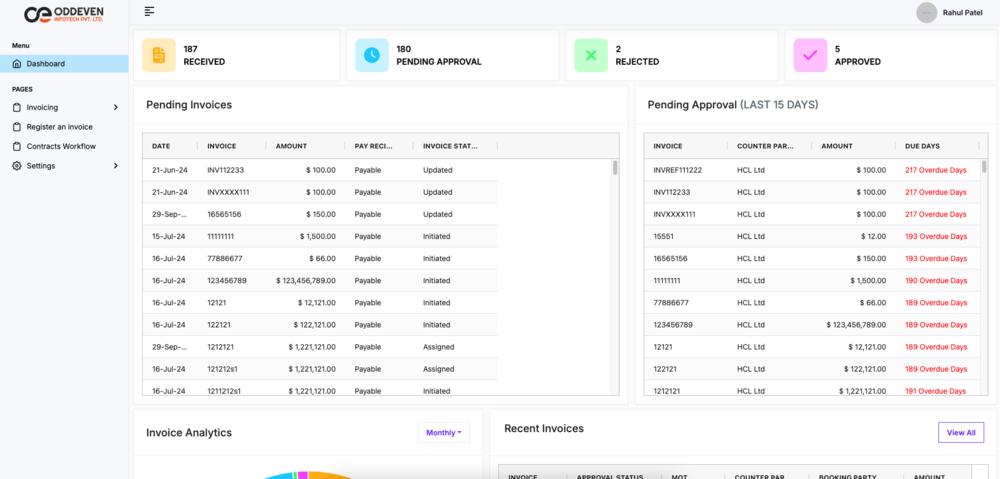 ODDEVEN
INFOTECH PVT. LTD.
Rahul Patel
Menu
Dashboard
PAGES
Invoicing
Register an invoice
Contracts Workflow
Settings
187
RECEIVED
180
PENDING APPROVAL
2
REJECTED
5
APPROVED
Pending Invoices
DATE INVOICE AMOUNT PAY RECI... INVOICE STAT...
21-Jun-24 INV112233 $ 100.00 Payable Updated
21-Jun-24 INVXXXX111 $ 100.00 Payable Updated
29-Sep-... 16565156 $ 150.00 Payable Updated
15-Jul-24 11111111 $ 1,500.00 Payable Initiated
16-Jul-24 77886677 $ 66.00 Payable Initiated
16-Jul-24 123456789 $ 123,456,789.00 Payable Initiated
16-Jul-24 12121 $ 12,121.00 Payable Initiated
16-Jul-24 122121 $ 122,121.00 Payable Initiated
29-Sep-... 1212121 $ 1,221,121.00 Payable Assigned
16-Jul-24 121212s1 $ 1,221,121.00 Payable Assigned
16-Jul-24 1211212s1 $ 1,221,121.00 Payable Initiated
Pending Approval (LAST 15 DAYS)
INVOICE COUNTER PAR... AMOUNT DUE DAYS
INVREF111222 HCL Ltd $ 100.00 217 Overdue Days
INV112233 HCL Ltd $ 100.00 217 Overdue Days
INVXXXX111 HCL Ltd $ 100.00 217 Overdue Days
15551 HCL Ltd $ 12.00 193 Overdue Days
16565156 HCL Ltd $ 150.00 193 Overdue Days
11111111 HCL Ltd $ 1,500.00 190 Overdue Days
77886677 HCL Ltd $ 66.00 189 Overdue Days
123456789 HCL Ltd $ 123,456,789.00 189 Overdue Days
12121 HCL Ltd $ 12,121.00 189 Overdue Days
122121 HCL Ltd $ 122,121.00 189 Overdue Days
1212121 HCL Ltd $ 1,221,121.00 191 Overdue Days
Invoice Analytics
Monthly
Recent Invoices
View All
INVOICE APPROVAL STATUS MOT COUNTER PAR BOOKING PARTY AMOUNT